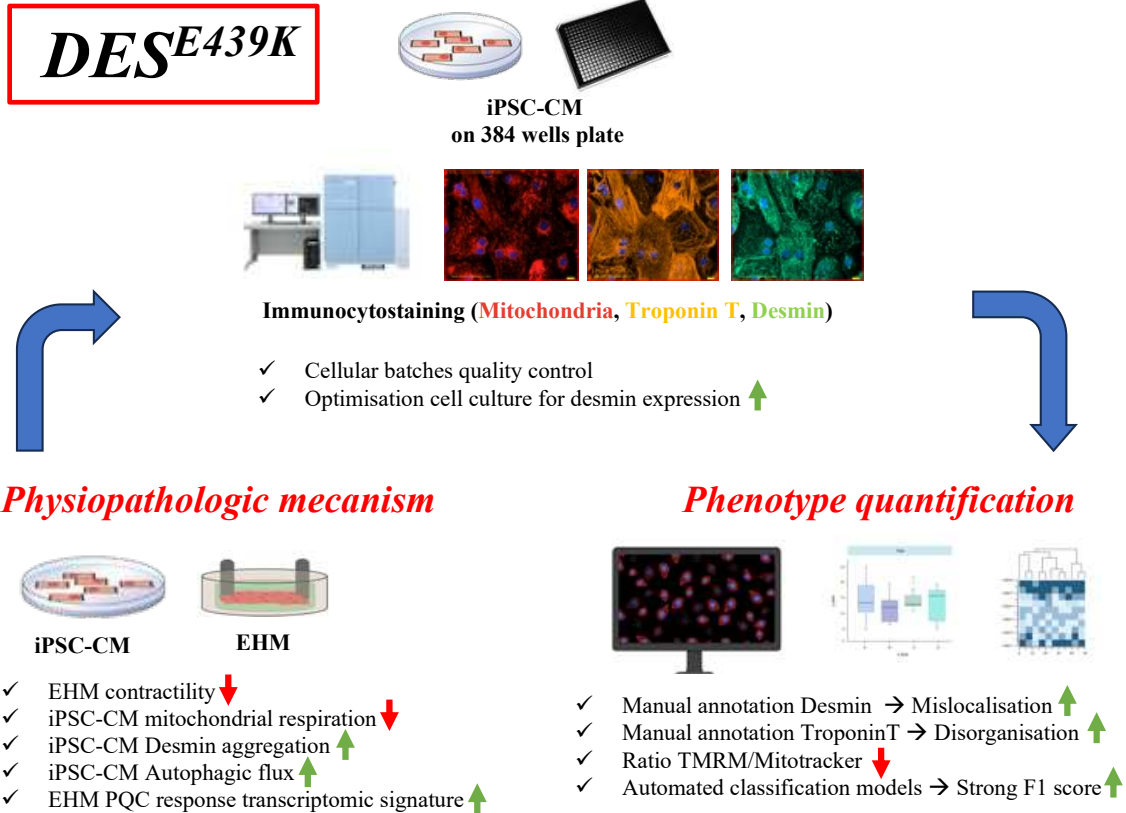 DES^E439K
iPSC-CM
on 384 wells plate
Immunocytostaining (Mitochondria, Troponin T, Desmin)
✓ Cellular batches quality control
✓ Optimisation cell culture for desmin expression
Physiopathologic mecanism
iPSC-CM
EHM
✓ EHM contractility
✓ iPSC-CM mitochondrial respiration
✓ iPSC-CM Desmin aggregation
✓ iPSC-CM Autophagic flux
✓ EHM PQC response transcriptomic signature
Phenotype quantification
✓ Manual annotation Desmin → Mislocalisation
✓ Manual annotation TroponinT → Disorganisation
✓ Ratio TMRM/Mitotracker
✓ Automated classification models → Strong F1 score